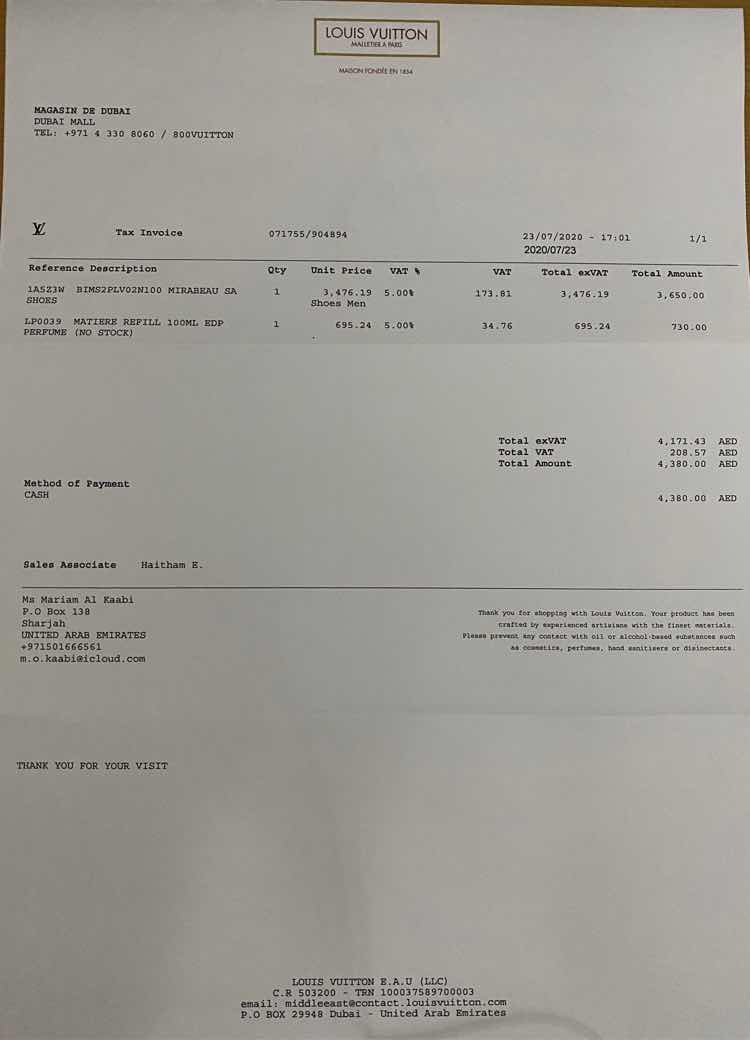 LOUIS VUITTON
MALLETIER A PARIS
MAISON FONDÉE EN 1854
MAGASIN DE DUBAI
DUBAI MALL
TEL: +971 4 330 8060 / 800VUITTON
LV Tax Invoice 071755/904894 23/07/2020 - 17:01 1/1
2020/07/23
Reference Description Qty Unit Price VAT % VAT Total exVAT Total Amount
1A5Z3W BIMS2PLV02N100 MIRABEAU SA 1 3,476.19 5.00% 173.81 3,476.19 3,650.00
SHOES Shoes Men
LP0039 MATIERE REFILL 100ML EDP 1 695.24 5.00% 34.76 695.24 730.00
PERFUME (NO STOCK)
Total exVAT 4,171.43 AED
Total VAT 208.57 AED
Total Amount 4,380.00 AED
Method of Payment
CASH 4,380.00 AED
Sales Associate Haitham E.
Ms Mariam Al Kaabi
P.O Box 138
Sharjah
UNITED ARAB EMIRATES
+971501666561
m.o.kaabi@icloud.com
Thank you for shopping with Louis Vuitton. Your product has been
crafted by experienced artisians with the finest materials.
Please prevent any contact with oil or alcohol-based substances such
as cosmetics, perfumes, hand sanitisers or disinectants.
THANK YOU FOR YOUR VISIT
LOUIS VUITTON E.A.U (LLC)
C.R 503200 - TRN 100037589700003
email: middleeast@contact.louisvuitton.com
P.O BOX 29948 Dubai - United Arab Emirates